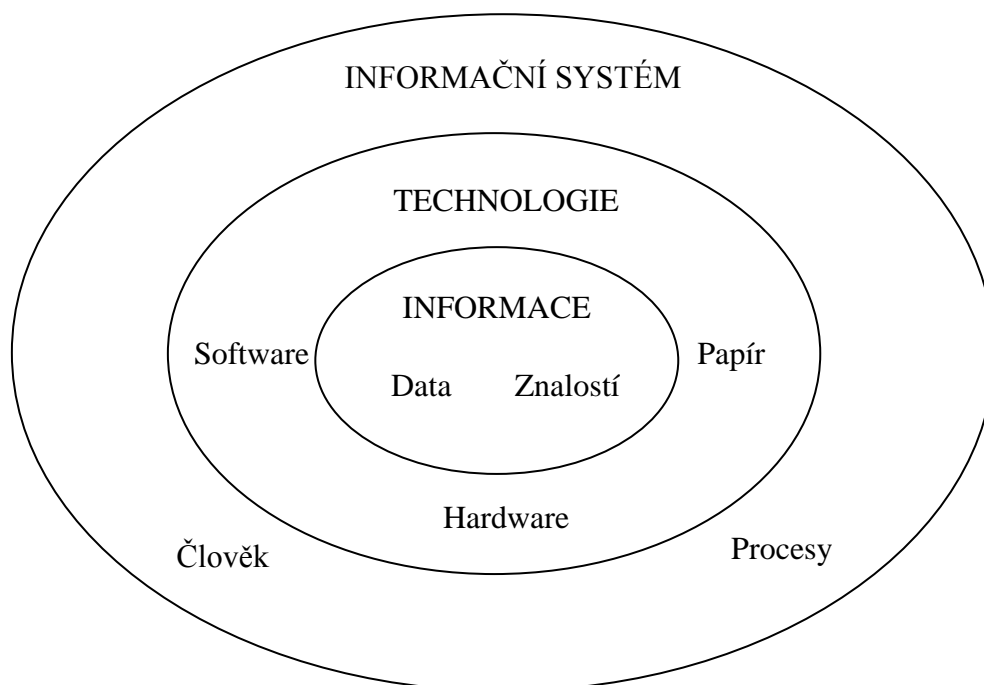 INFORMAČNÍ SYSTÉM
TECHNOLOGIE
INFORMACE
Software
Papír
Data
Znalostí
Hardware
Člověk
Procesy